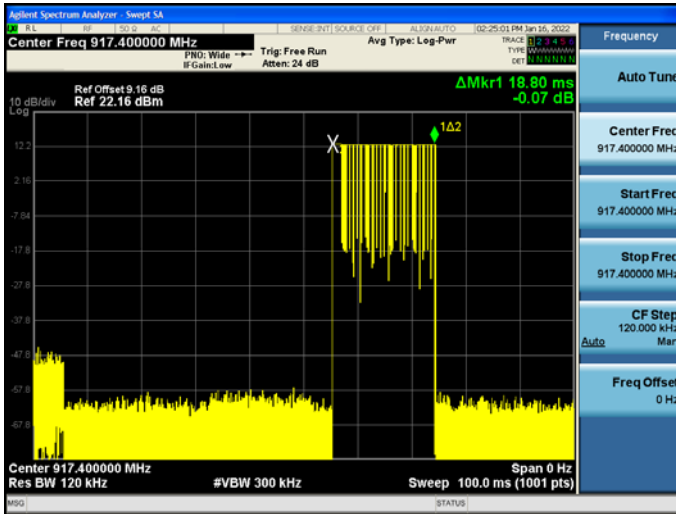 Agilent Spectrum Analyzer - Swept SA
RL RF 50 Ω AC SENSE:INT SOURCE OFF ALIGN AUTO 02:25:01 PM Jan 16, 2022
Center Freq 917.400000 MHz
PNO: Wide
IFGain:Low
Trig: Free Run
Atten: 24 dB
Avg Type: Log-Pwr
TRACE 1 2 3 4 5 6
TYPE
DET N N N N N N
Frequency
Auto Tune
Ref Offset 9.16 dB
Ref 22.16 dBm
10 dB/div
Log
ΔMkr1 18.80 ms
-0.07 dB
1Δ2
X
12.2
2.16
-7.84
-17.8
-27.8
-37.8
-47.8
-57.8
-67.8
Center Freq
917.400000 MHz
Start Freq
917.400000 MHz
Stop Freq
917.400000 MHz
CF Step
120.000 kHz
Auto Man
Freq Offset
0 Hz
Center 917.400000 MHz
Span 0 Hz
Res BW 120 kHz
#VBW 300 kHz
Sweep 100.0 ms (1001 pts)
MSG
STATUS